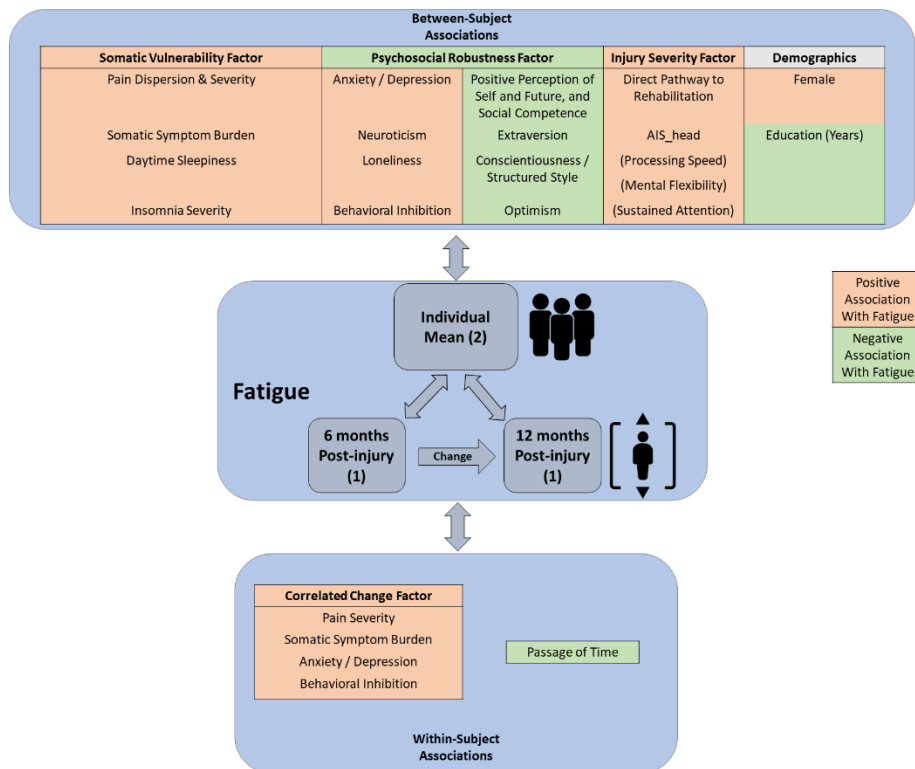 Between-Subject
Associations
Somatic Vulnerability Factor
Psychosocial Robustness Factor
Injury Severity Factor
Demographics
Pain Dispersion & Severity
Anxiety / Depression
Positive Perception of
Self and Future, and
Social Competence
Direct Pathway to
Rehabilitation
Female
Somatic Symptom Burden
Neuroticism
Extraversion
AIS_head
Education (Years)
Daytime Sleepiness
Loneliness
Conscientiousness /
Structured Style
(Processing Speed)
(Mental Flexibility)
Insomnia Severity
Behavioral Inhibition
Optimism
(Sustained Attention)
Positive
Association
With Fatigue
Negative
Association
With Fatigue
Individual
Mean (2)
Fatigue
6 months
Post-injury
(1)
Change
12 months
Post-injury
(1)
Correlated Change Factor
Pain Severity
Somatic Symptom Burden
Anxiety / Depression
Behavioral Inhibition
Passage of Time
Within-Subject
Associations